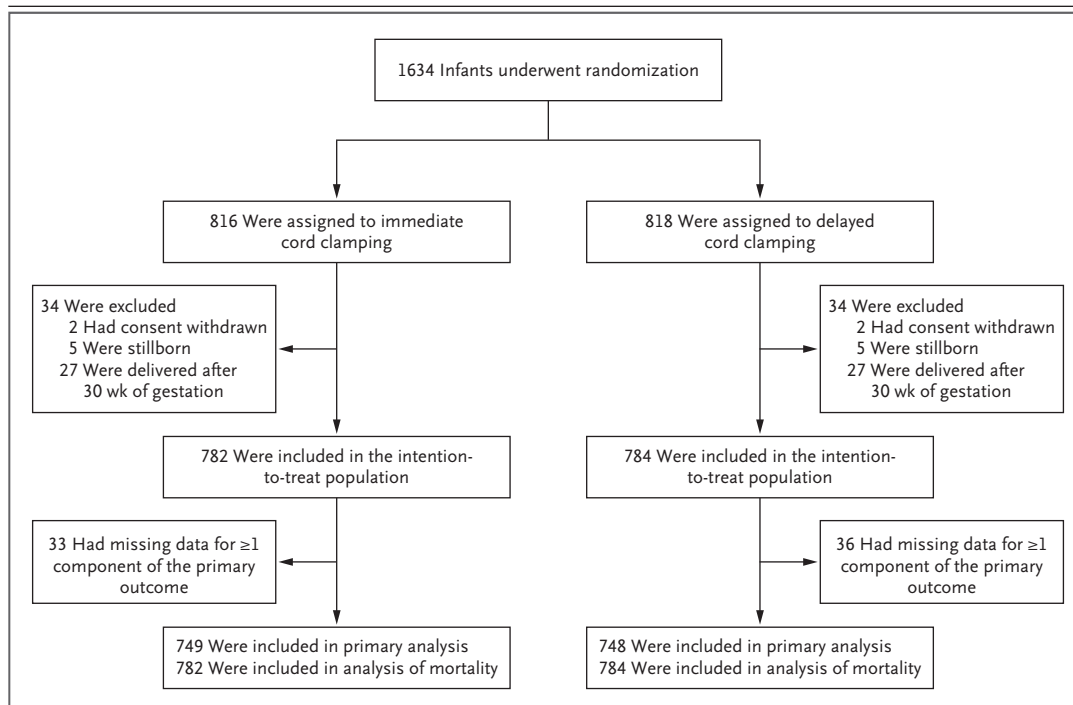 1634 Infants underwent randomization
816 Were assigned to immediate
cord clamping
818 Were assigned to delayed
cord clamping
34 Were excluded
2 Had consent withdrawn
5 Were stillborn
27 Were delivered after
30 wk of gestation
34 Were excluded
2 Had consent withdrawn
5 Were stillborn
27 Were delivered after
30 wk of gestation
782 Were included in the intention-
to-treat population
784 Were included in the intention-
to-treat population
33 Had missing data for ≥1
component of the primary
outcome
36 Had missing data for ≥1
component of the primary
outcome
749 Were included in primary analysis
782 Were included in analysis of mortality
748 Were included in primary analysis
784 Were included in analysis of mortality